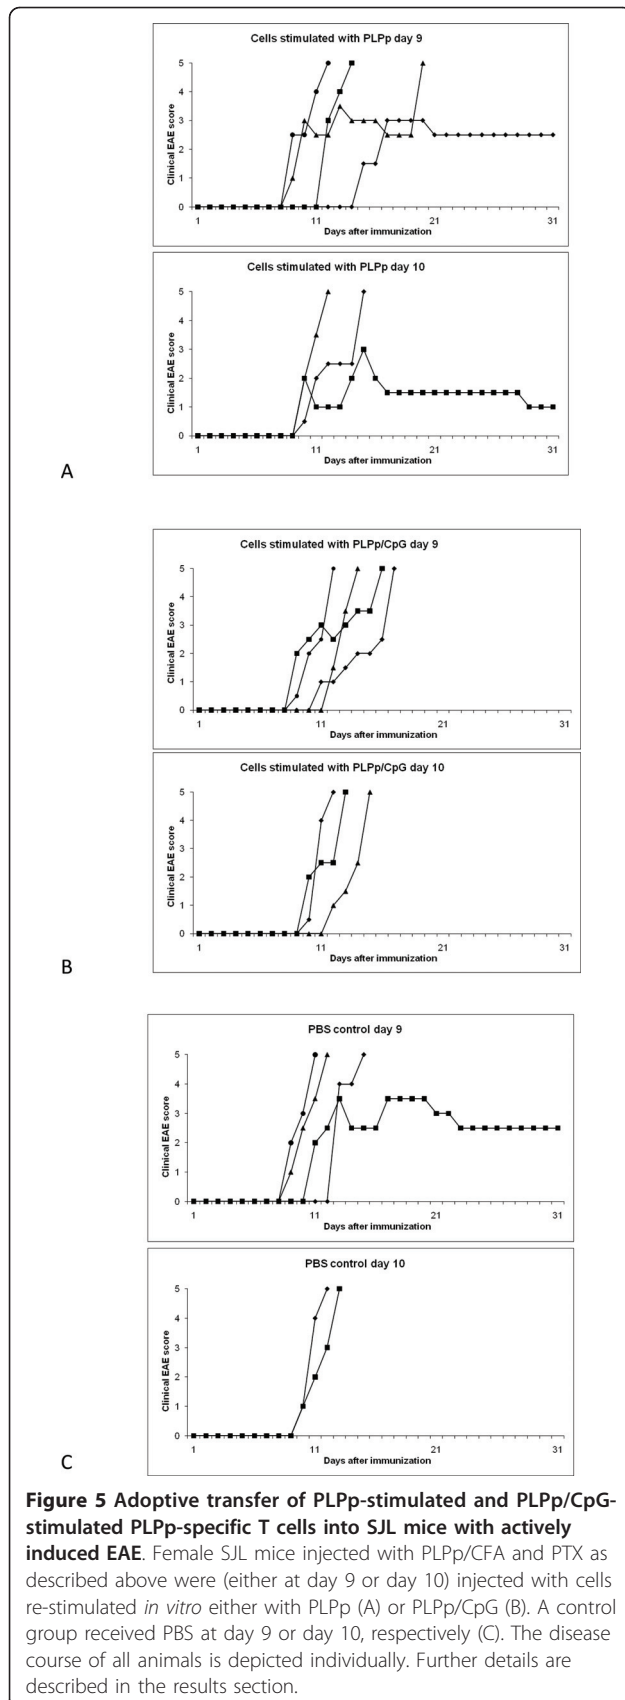 Cells stimulated with PLPp day 9
Clinical EAE score
5
4
3
2
1
0
1
11
21
31
Days after immunization
Cells stimulated with PLPp day 10
Clinical EAE score
5
4
3
2
1
0
1
11
21
31
Days after immunization
A
Cells stimulated with PLPp/CpG day 9
Clinical EAE score
5
4
3
2
1
0
1
11
21
31
Days after immunization
Cells stimulated with PLPp/CpG day 10
Clinical EAE score
5
4
3
2
1
0
1
11
21
31
Days after immunization
B
PBS control day 9
Clinical EAE score
5
4
3
2
1
0
1
11
21
31
Days after immunization
PBS control day 10
Clinical EAE score
5
4
3
2
1
0
1
11
21
31
Days after immunization
C
Figure 5 Adoptive transfer of PLPp-stimulated and PLPp/CpG-
stimulated PLPp-specific T cells into SJL mice with actively
induced EAE. Female SJL mice injected with PLPp/CFA and PTX as
described above were (either at day 9 or day 10) injected with cells
re-stimulated in vitro either with PLPp (A) or PLPp/CpG (B). A control
group received PBS at day 9 or day 10, respectively (C). The disease
course of all animals is depicted individually. Further details are
described in the results section.